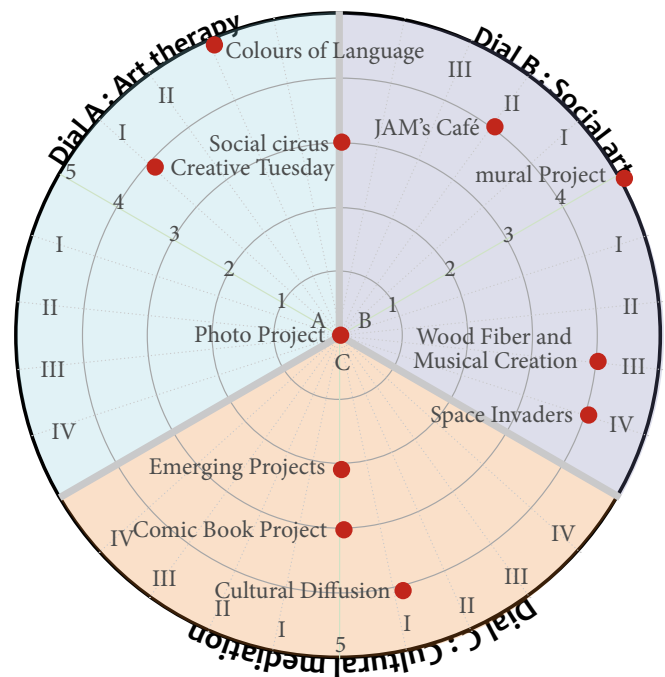 Dial A : Art therapy
Dial B : Social art
Colours of Language
III
II
II
I
JAM's Café
I
Social circus
Creative Tuesday
mural Project
5
4
4
3
3
I
I
2
2
1
1
II
II
A
B
Photo Project
Wood Fiber and
Musical Creation
C
III
III
Space Invaders
IV
IV
Emerging Projects
Comic Book Project
IV
IV
III
III
Cultural Diffusion
II
II
I
I
5
Dial C : Cultural mediation